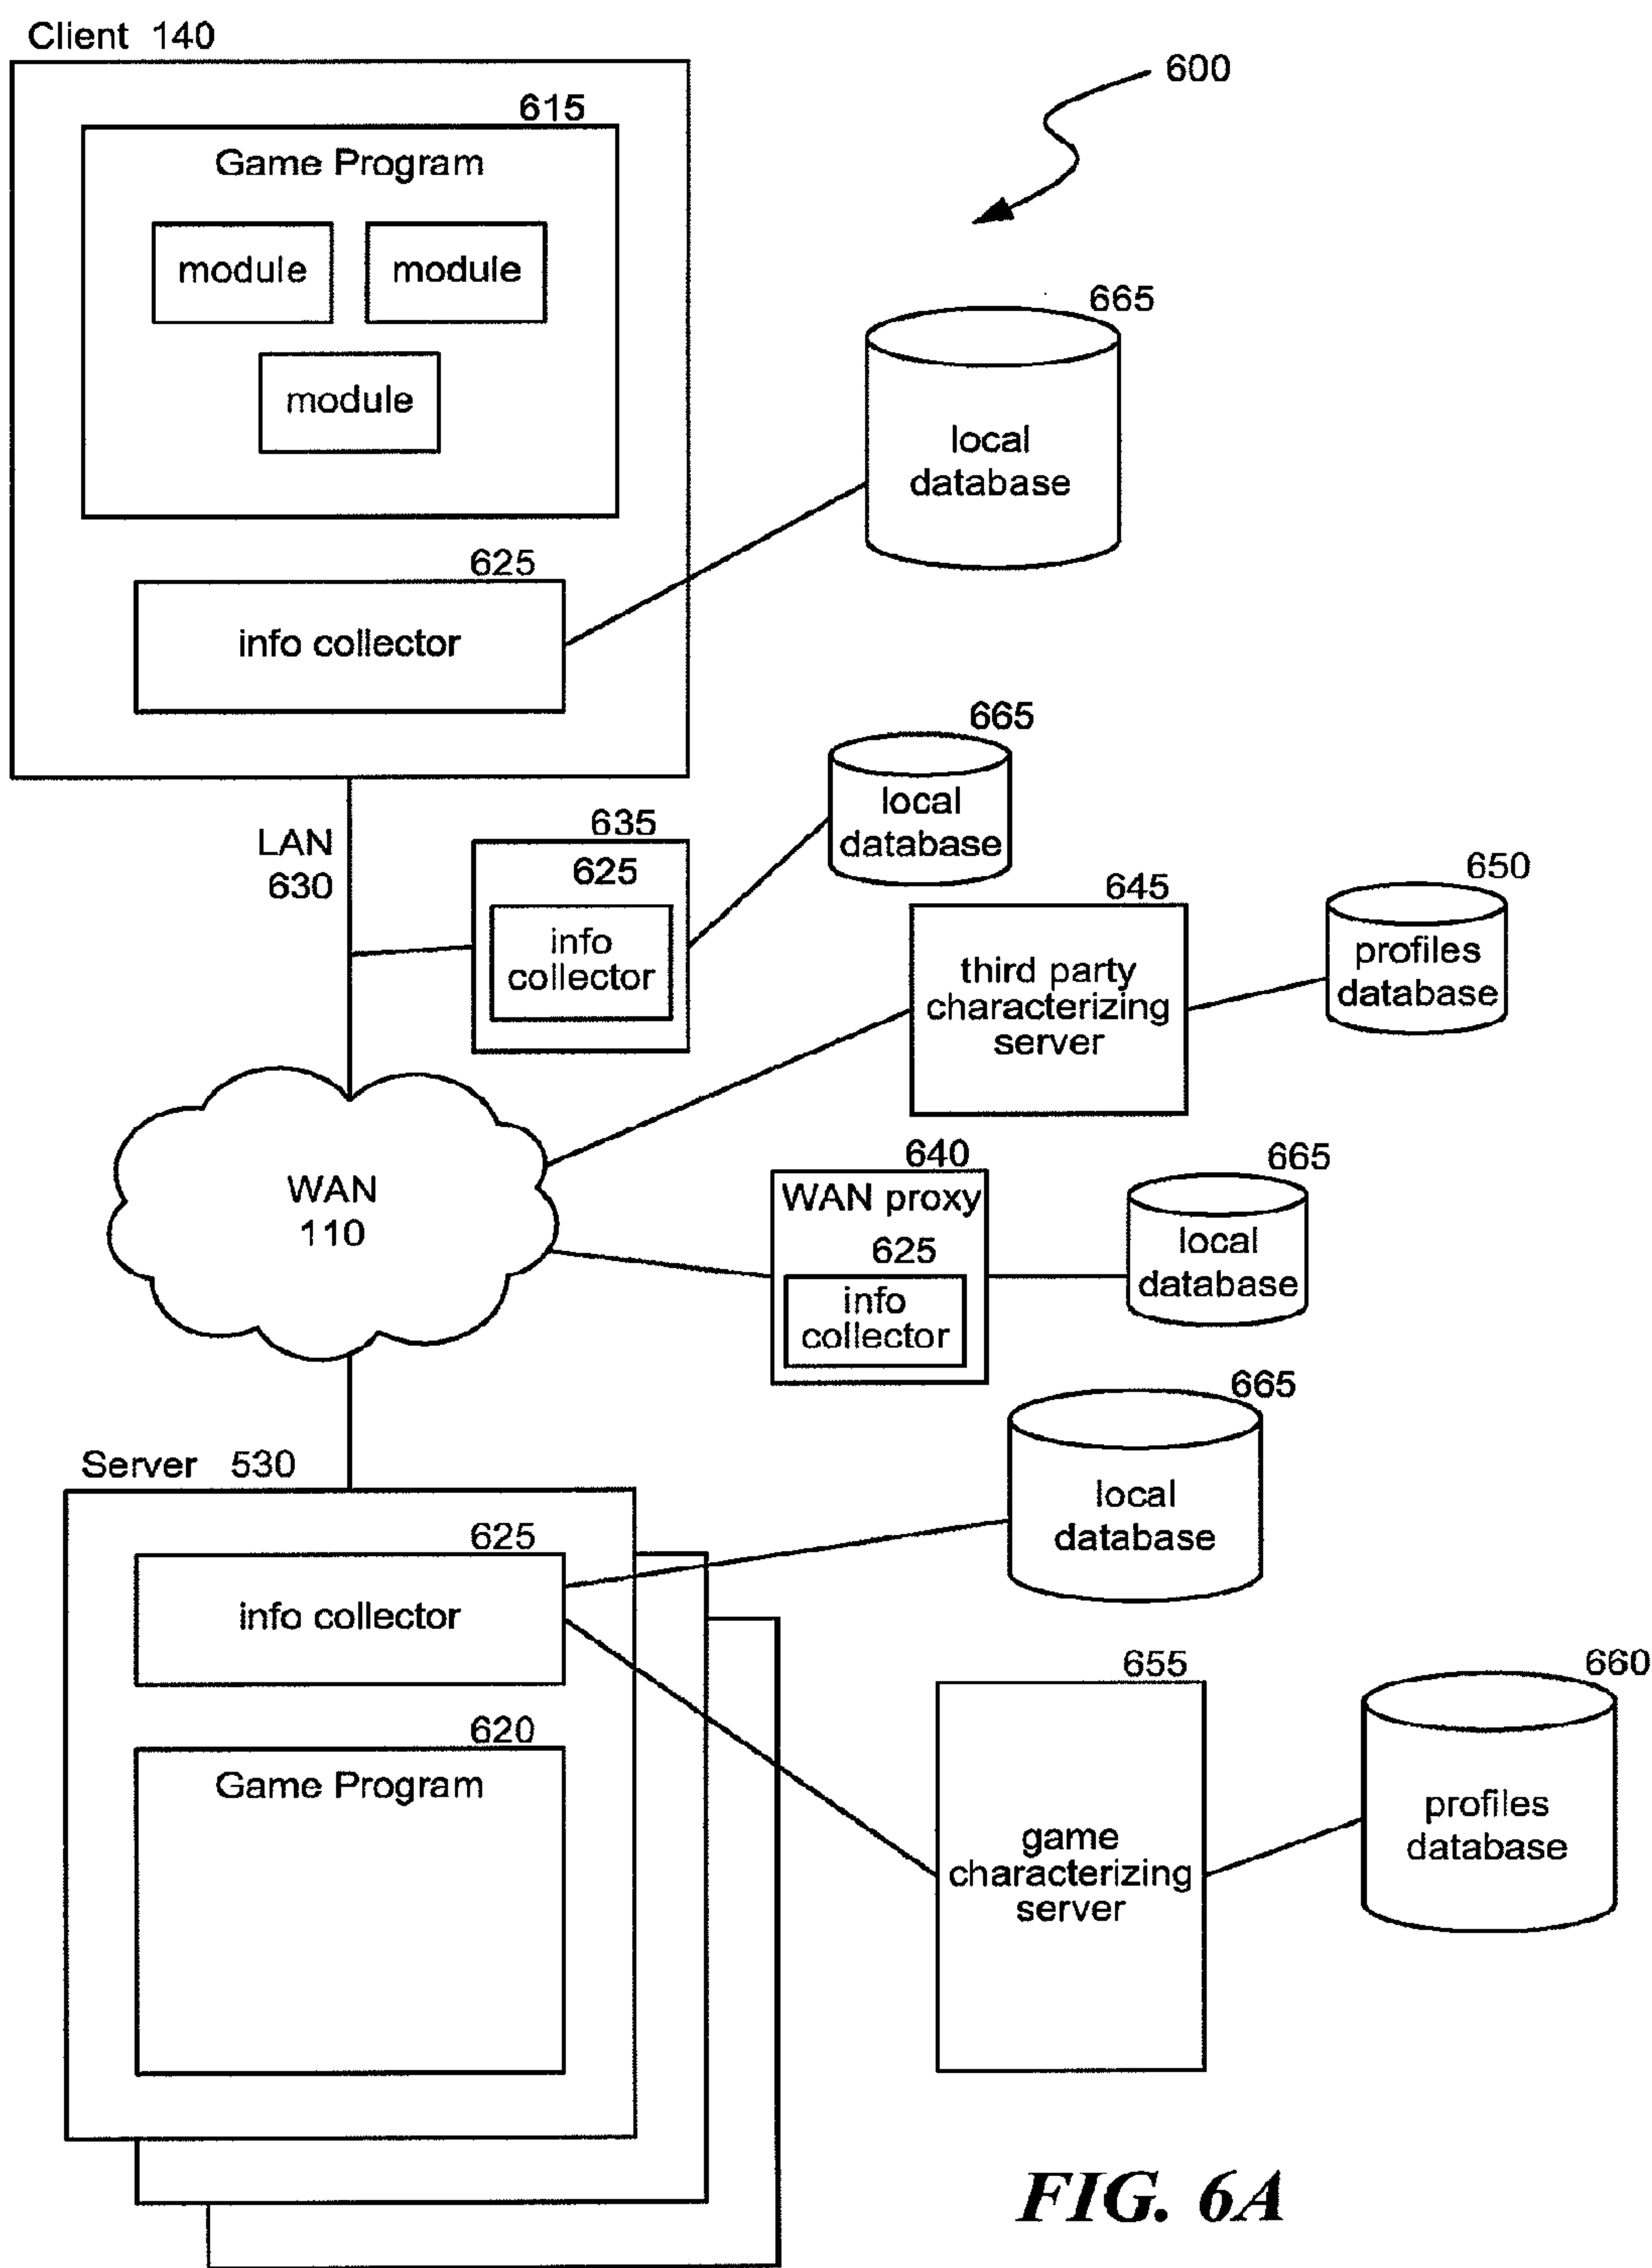 Client 140
600
615
Game Program
module
module
module
665
local
database
625
info collector
665
local
database
LAN
630
635
625
info
collector
645
third party
characterizing
server
650
profiles
database
WAN
110
640
WAN proxy
625
info
collector
665
local
database
665
local
database
Server 530
625
info collector
620
Game Program
655
game
characterizing
server
660
profiles
database
FIG. 6A